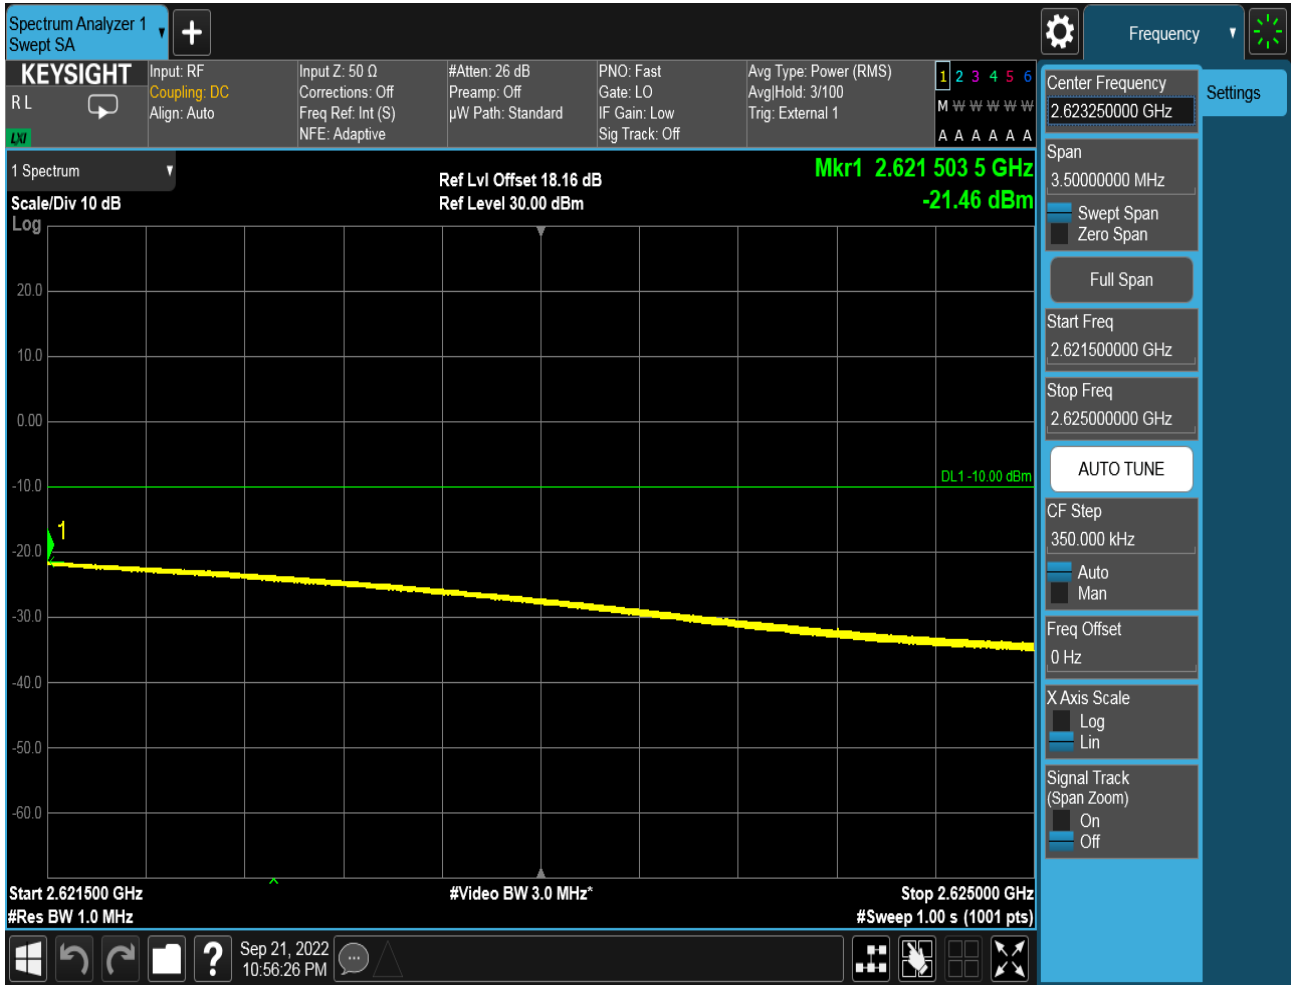 Spectrum Analyzer 1
Swept SA
Frequency
KEYSIGHT
R L
LXI
Input: RF
Coupling: DC
Align: Auto
Input Z: 50 Ω
Corrections: Off
Freq Ref: Int (S)
NFE: Adaptive
#Atten: 26 dB
Preamp: Off
µW Path: Standard
PNO: Fast
Gate: LO
IF Gain: Low
Sig Track: Off
Avg Type: Power (RMS)
Avg|Hold: 3/100
Trig: External 1
1 2 3 4 5 6
M W W W W W
A A A A A A
1 Spectrum
Scale/Div 10 dB
Log
Ref Lvl Offset 18.16 dB
Ref Level 30.00 dBm
Mkr1 2.621 503 5 GHz
-21.46 dBm
20.0
10.0
0.00
-10.0
-20.0
-30.0
-40.0
-50.0
-60.0
DL1 -10.00 dBm
1
Start 2.621500 GHz
#Res BW 1.0 MHz
#Video BW 3.0 MHz*
Stop 2.625000 GHz
#Sweep 1.00 s (1001 pts)
Center Frequency
2.623250000 GHz
Settings
Span
3.50000000 MHz
Swept Span
Zero Span
Full Span
Start Freq
2.621500000 GHz
Stop Freq
2.625000000 GHz
AUTO TUNE
CF Step
350.000 kHz
Auto
Man
Freq Offset
0 Hz
X Axis Scale
Log
Lin
Signal Track
(Span Zoom)
On
Off
?
Sep 21, 2022
10:56:26 PM